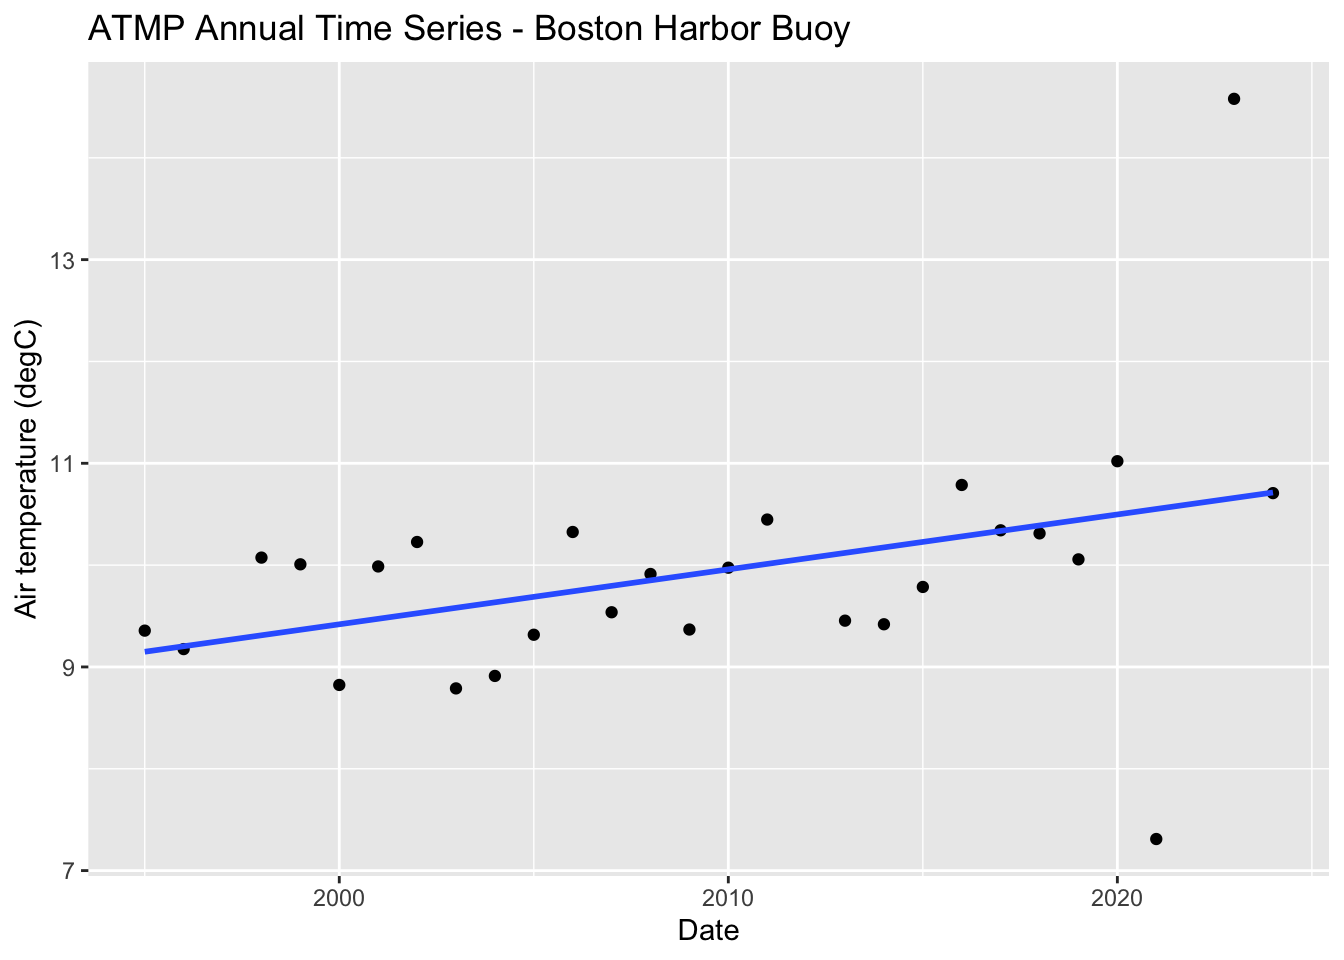 ATMP Annual Time Series - Boston Harbor Buoy
Air temperature (degC)
13
11
9
7
2000 2010 2020
Date